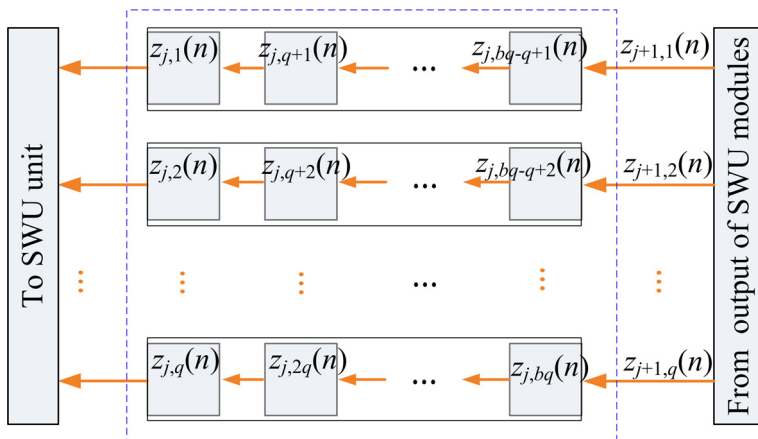 To SWU unit
z_{j,1}(n) z_{j,q+1}(n) ... z_{j,bq-q+1}(n) z_{j+1,1}(n)
z_{j,2}(n) z_{j,q+2}(n) ... z_{j,bq-q+2}(n) z_{j+1,2}(n)
z_{j,q}(n) z_{j,2q}(n) ... z_{j,bq}(n) z_{j+1,q}(n)
From output of SWU modules